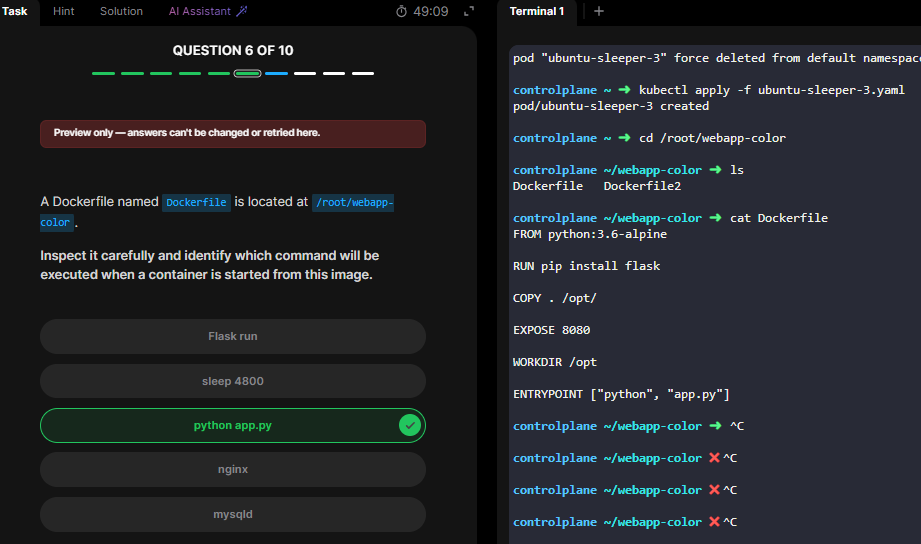 Task Hint Solution AI Assistant 49:09
QUESTION 6 OF 10
Preview only — answers can't be changed or retried here.
A Dockerfile named Dockerfile is located at /root/webapp-
color .
Inspect it carefully and identify which command will be
executed when a container is started from this image.
Flask run
sleep 4800
python app.py
nginx
mysqld
Terminal 1 +
pod "ubuntu-sleeper-3" force deleted from default namespac
controlplane ~ ➜ kubectl apply -f ubuntu-sleeper-3.yaml
pod/ubuntu-sleeper-3 created
controlplane ~ ➜ cd /root/webapp-color
controlplane ~/webapp-color ➜ ls
Dockerfile Dockerfile2
controlplane ~/webapp-color ➜ cat Dockerfile
FROM python:3.6-alpine
RUN pip install flask
COPY . /opt/
EXPOSE 8080
WORKDIR /opt
ENTRYPOINT ["python", "app.py"]
controlplane ~/webapp-color ➜ ^C
controlplane ~/webapp-color ✖ ^C
controlplane ~/webapp-color ✖ ^C
controlplane ~/webapp-color ✖ ^C